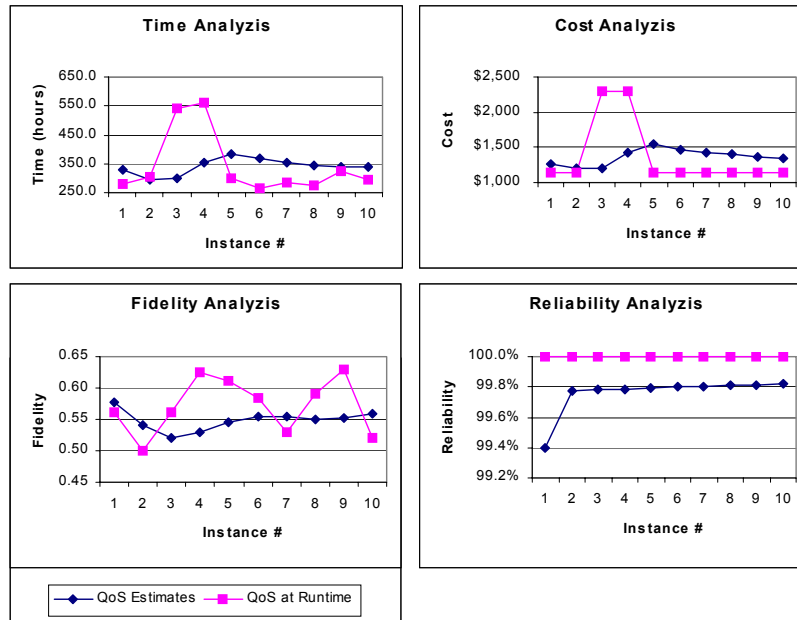 Time Analyzis
650.0
550.0
450.0
350.0
250.0
Time (hours)
1 2 3 4 5 6 7 8 9 10
Instance #
Cost Analyzis
$2,500
$2,000
$1,500
$1,000
Cost
1 2 3 4 5 6 7 8 9 10
Instance #
Fidelity Analyzis
0.65
0.60
0.55
0.50
0.45
Fidelity
1 2 3 4 5 6 7 8 9 10
Instance #
Reliability Analyzis
100.0%
99.8%
99.6%
99.4%
99.2%
Reliability
1 2 3 4 5 6 7 8 9 10
Instance #
QoS Estimates QoS at Runtime